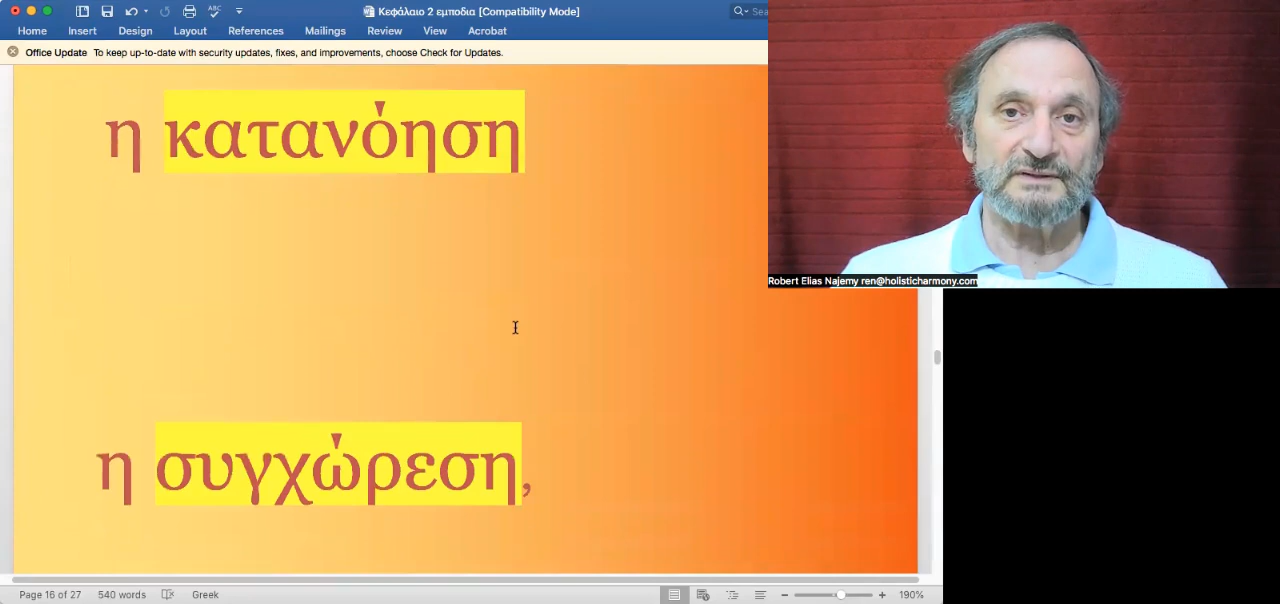 ABC
Κεφάλαιο 2 εμποδια [Compatibility Mode]
Home Insert Design Layout References Mailings Review View Acrobat
Office Update To keep up-to-date with security updates, fixes, and improvements, choose Check for Updates.
η κατανόηση
η συγχώρεση,
Robert Elias Najemy ren@holisticharmony.com
Page 16 of 27 540 words Greek 190%